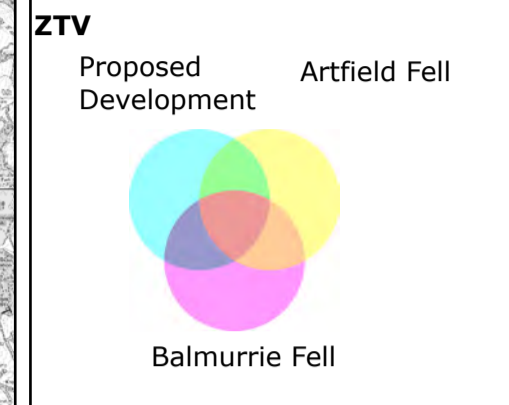 ZTV
Proposed
Development
Artfield Fell
Balmurrie Fell